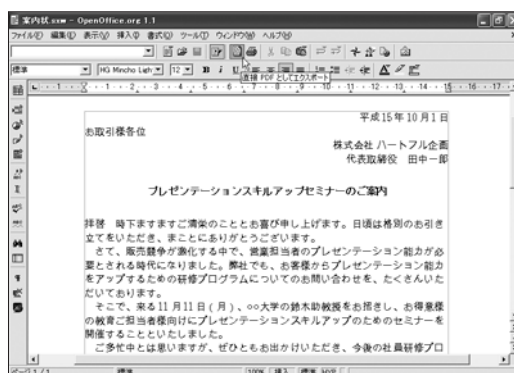 案内状.sxw - OpenOffice.org 1.1
ファイル(F) 編集(E) 表示(V) 挿入(I) 書式(O) ツール(T) ウィンドウ(W) ヘルプ(H)
標準 HG Mincho Ligh 12 B i U
直接 PDF としてエクスポート
平成15年10月1日
お取引様各位
株式会社 ハートフル企画
代表取締役 田中一郎
プレゼンテーションスキルアップセミナーのご案内
拝啓 時下ますますご清栄のこととお喜び申し上げます。日頃は格別のお引き
立てをいただき、まことにありがとうございます。
さて、販売競争が激化する中で、営業担当者のプレゼンテーション能力が必
要とされる時代になりました。弊社でも、お客様からプレゼンテーション能力
をアップするための研修プログラムについてのお問い合わせを、たくさんいた
だいております。
そこで、来る11月11日(月)、○○大学の鈴木助教授をお招きし、お得意様
の教育ご担当者様向けにプレゼンテーションスキルアップのためのセミナーを
開催することといたしました。
ご多忙中とは思いますが、ぜひともお出かけいただき、今後の社員研修プロ
ページ 1 / 1 標準 100% 挿入 標準 HYP